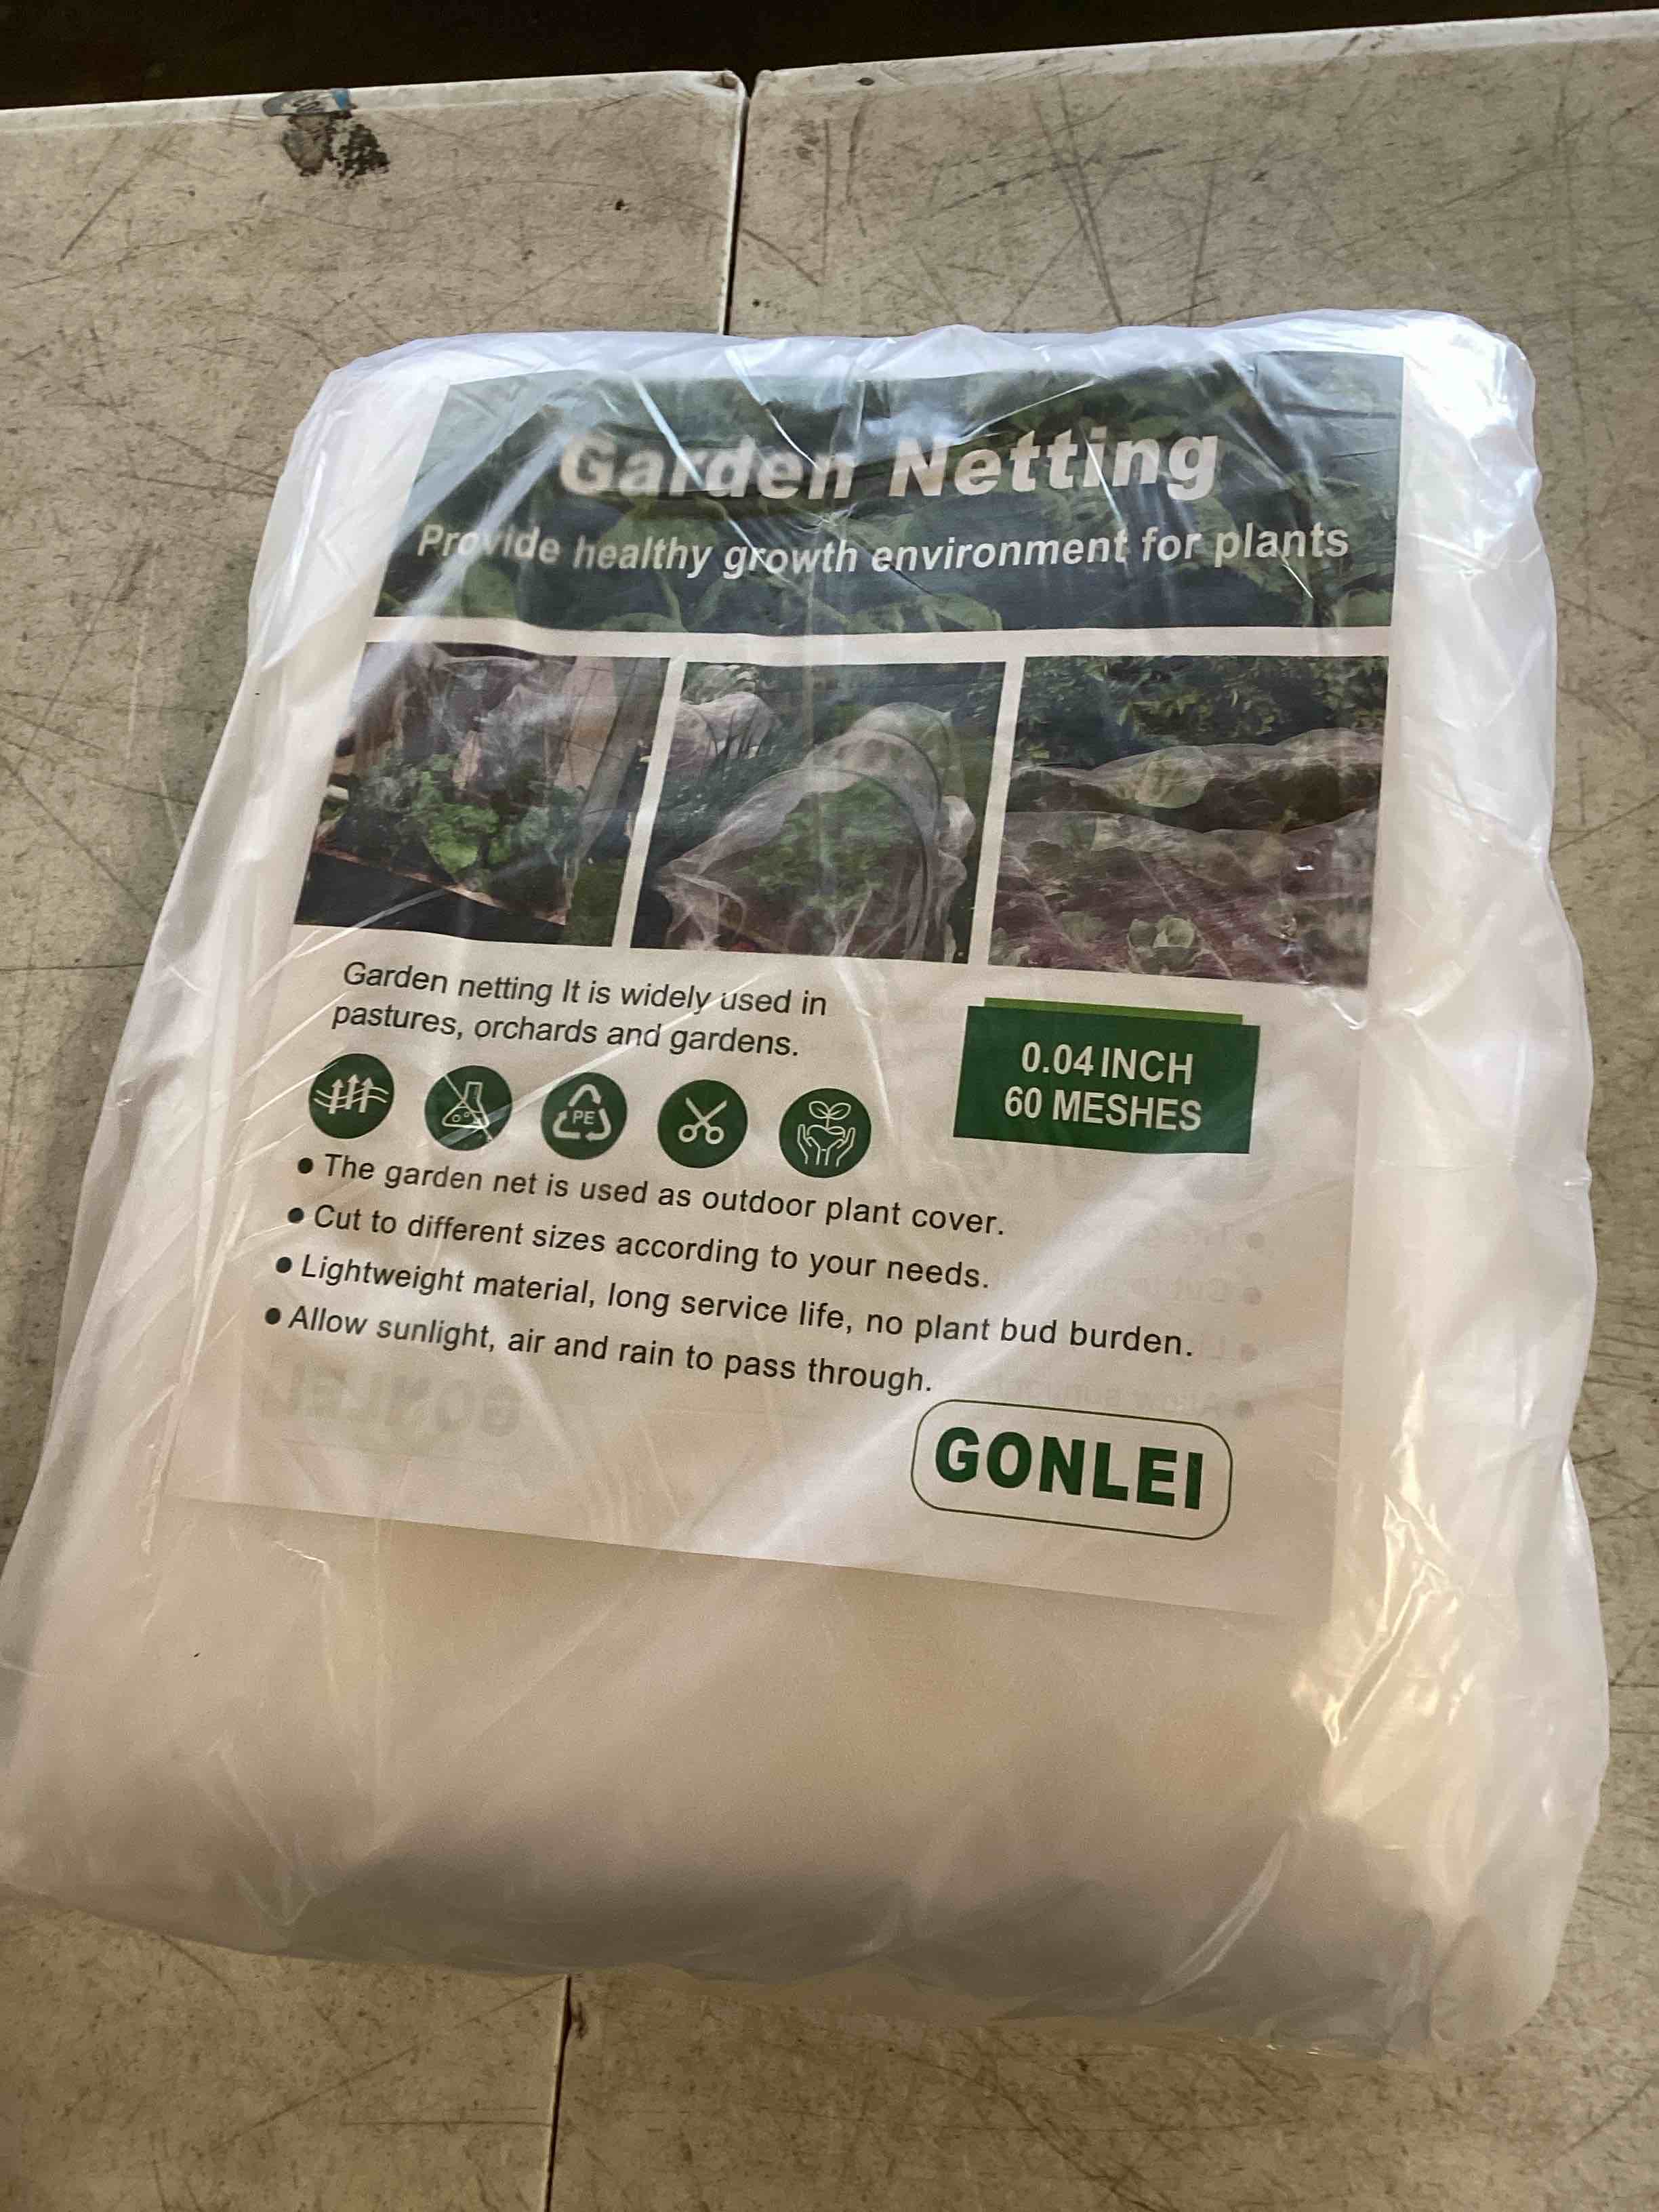 Garden Netting
Provide healthy growth environment for plants
Garden netting It is widely used in
pastures, orchards and gardens.
0.04 INCH
60 MESHES
PE
● The garden net is used as outdoor plant cover.
● Cut to different sizes according to your needs.
● Lightweight material, long service life, no plant bud burden.
● Allow sunlight, air and rain to pass through.
GONLEI